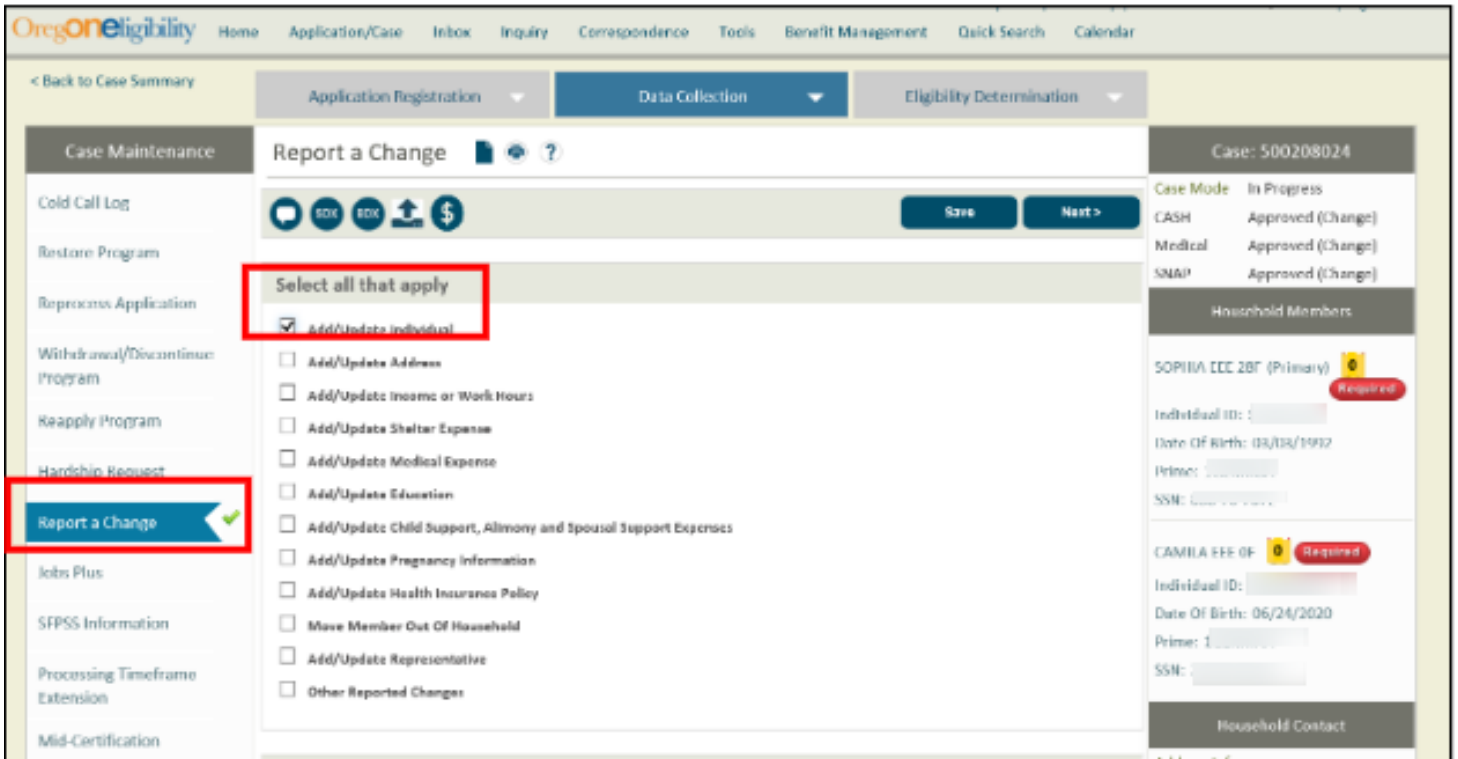 OregONEligibility Home Application/Case Inbox Inquiry Correspondence Tools Benefit Management Quick Search Calendar
< Back to Case Summary
Application Registration Data Collection Eligibility Determination
Case Maintenance
Cold Call Log
Restore Program
Reprocess Application
Withdrawal/Discontinue
Program
Reapply Program
Hardship Request
Report a Change
Jobs Plus
SFPSS Information
Processing Timeframe
Extension
Mid-Certification
Report a Change ?
SDX BDX $
Save Next >
Select all that apply
Add/Update Individual
Add/Update Address
Add/Update Income or Work Hours
Add/Update Shelter Expense
Add/Update Medical Expense
Add/Update Education
Add/Update Child Support, Alimony and Spousal Support Expenses
Add/Update Pregnancy Information
Add/Update Health Insurance Policy
Move Member Out Of Household
Add/Update Representative
Other Reported Changes
Case: 500208024
Case Mode In Progress
CASH Approved (Change)
Medical Approved (Change)
SNAP Approved (Change)
Household Members
SOPHIA EEE 28F (Primary) 0
Required
Individual ID:
Date Of Birth: 03/03/1992
Prime:
SSN:
CAMILA EEE 0F 0 Required
Individual ID:
Date Of Birth: 06/24/2020
Prime: 1
SSN:
Household Contact